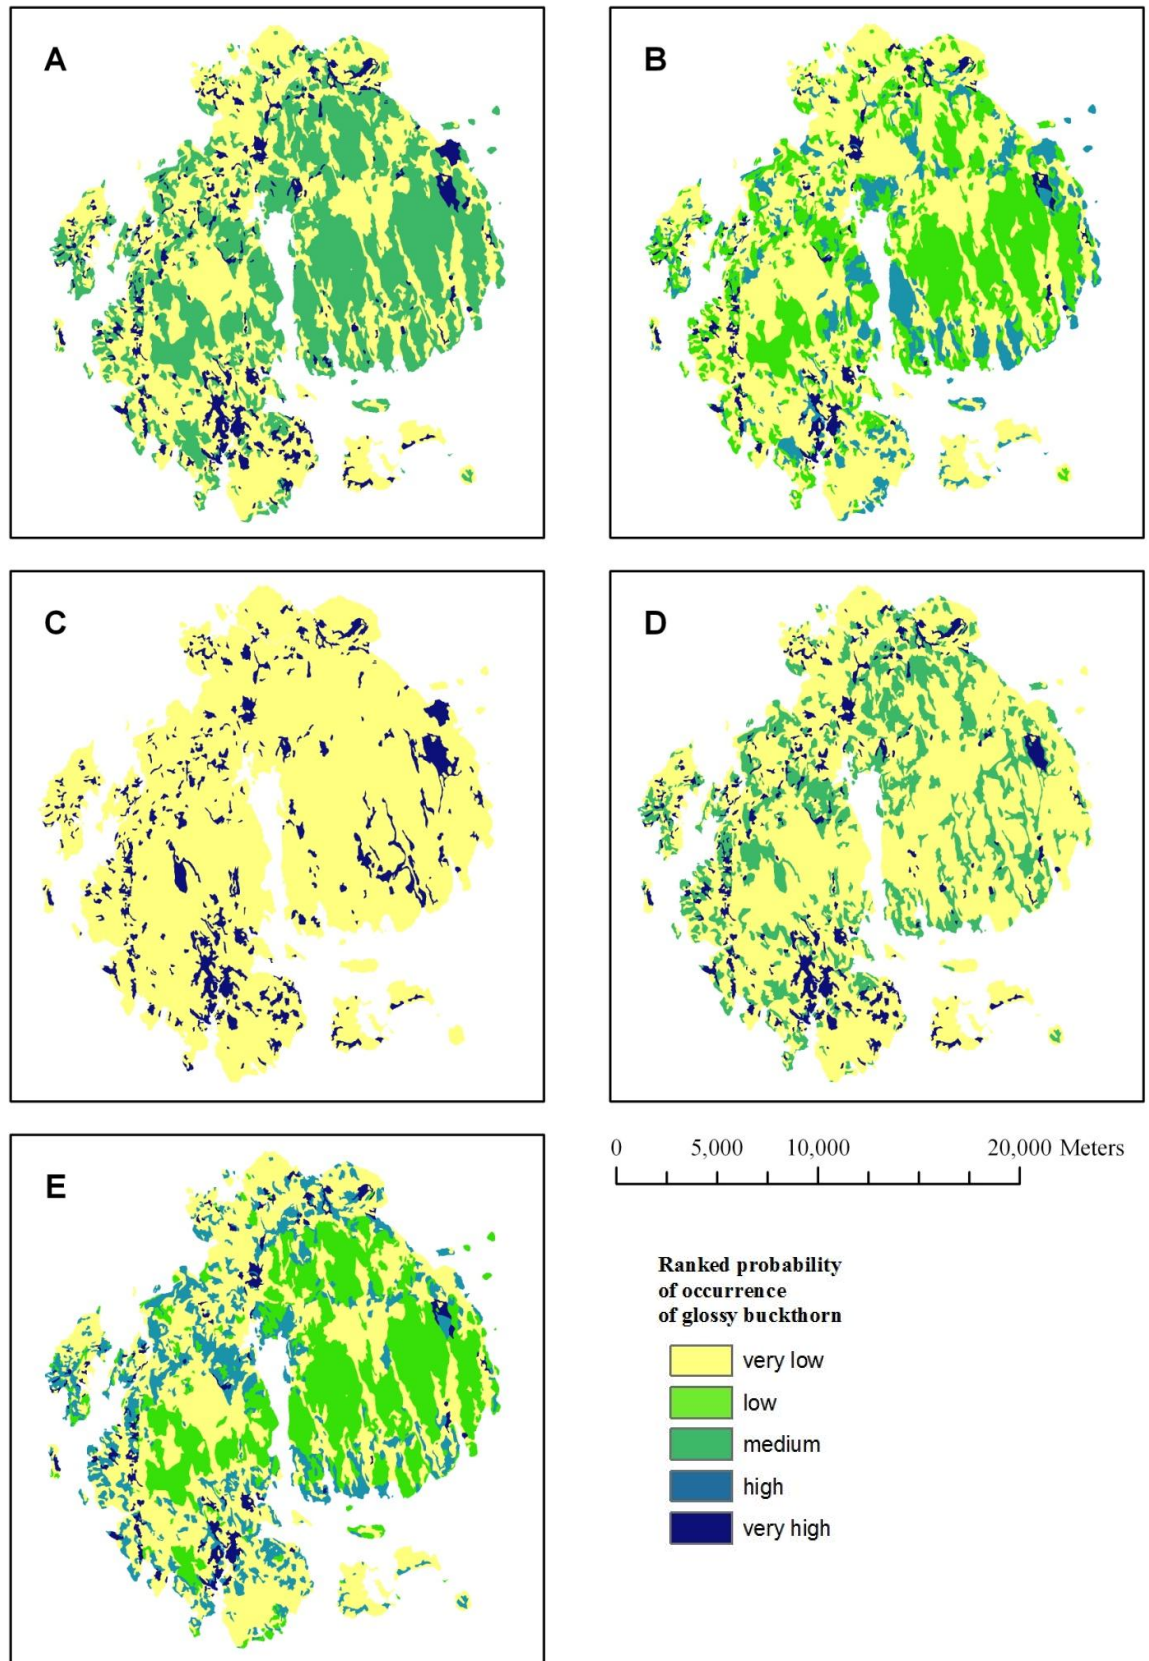 A
B
C
D
E
0 5,000 10,000 20,000 Meters
Ranked probability
of occurrence
of glossy buckthorn
very low
low
medium
high
very high